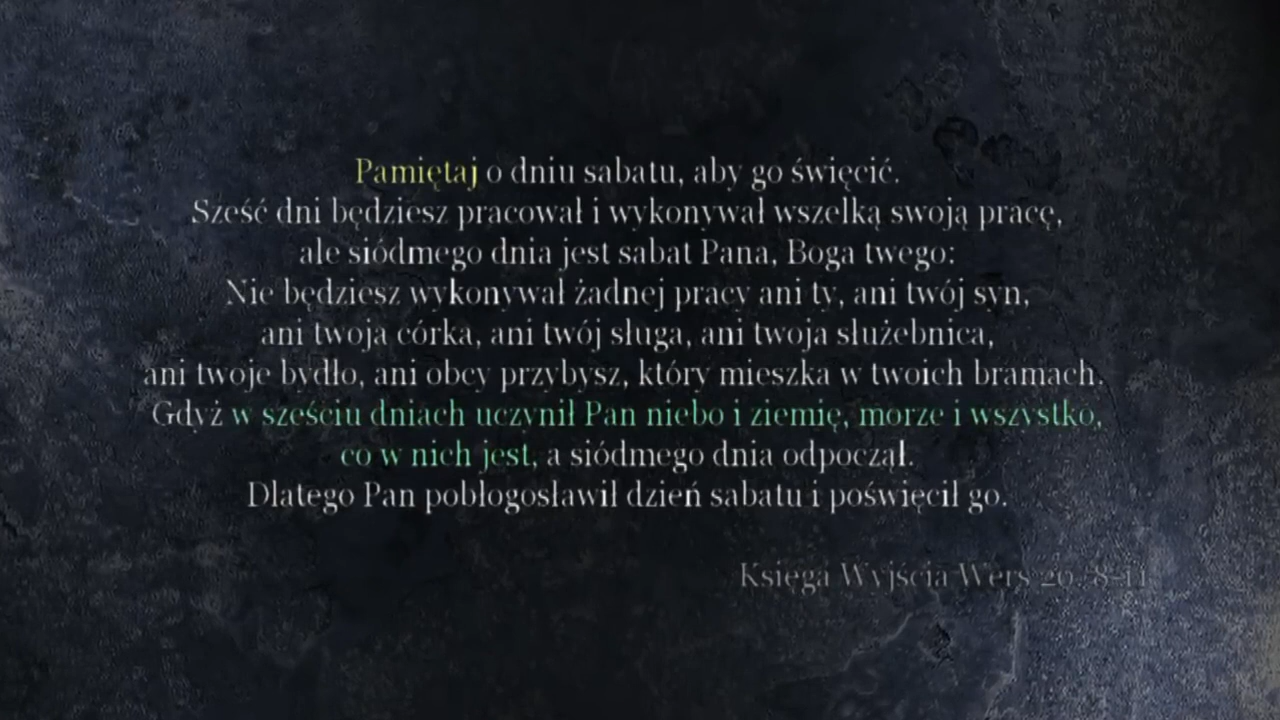 Pamiętaj o dniu sabatu, aby go święcić.
Sześć dni będziesz pracował i wykonywał wszelką swoją pracę,
ale siódmego dnia jest sabat Pana, Boga twego:
Nie będziesz wykonywał żadnej pracy ani ty, ani twój syn,
ani twoja córka, ani twój sługa, ani twoja służebnica,
ani twoje bydło, ani obcy przybysz, który mieszka w twoich bramach.
Gdyż w sześciu dniach uczynił Pan niebo i ziemię, morze i wszystko,
co w nich jest, a siódmego dnia odpoczął.
Dlatego Pan pobłogosławił dzień sabatu i poświęcił go.
Księga Wyjścia Wers 20. 8-11